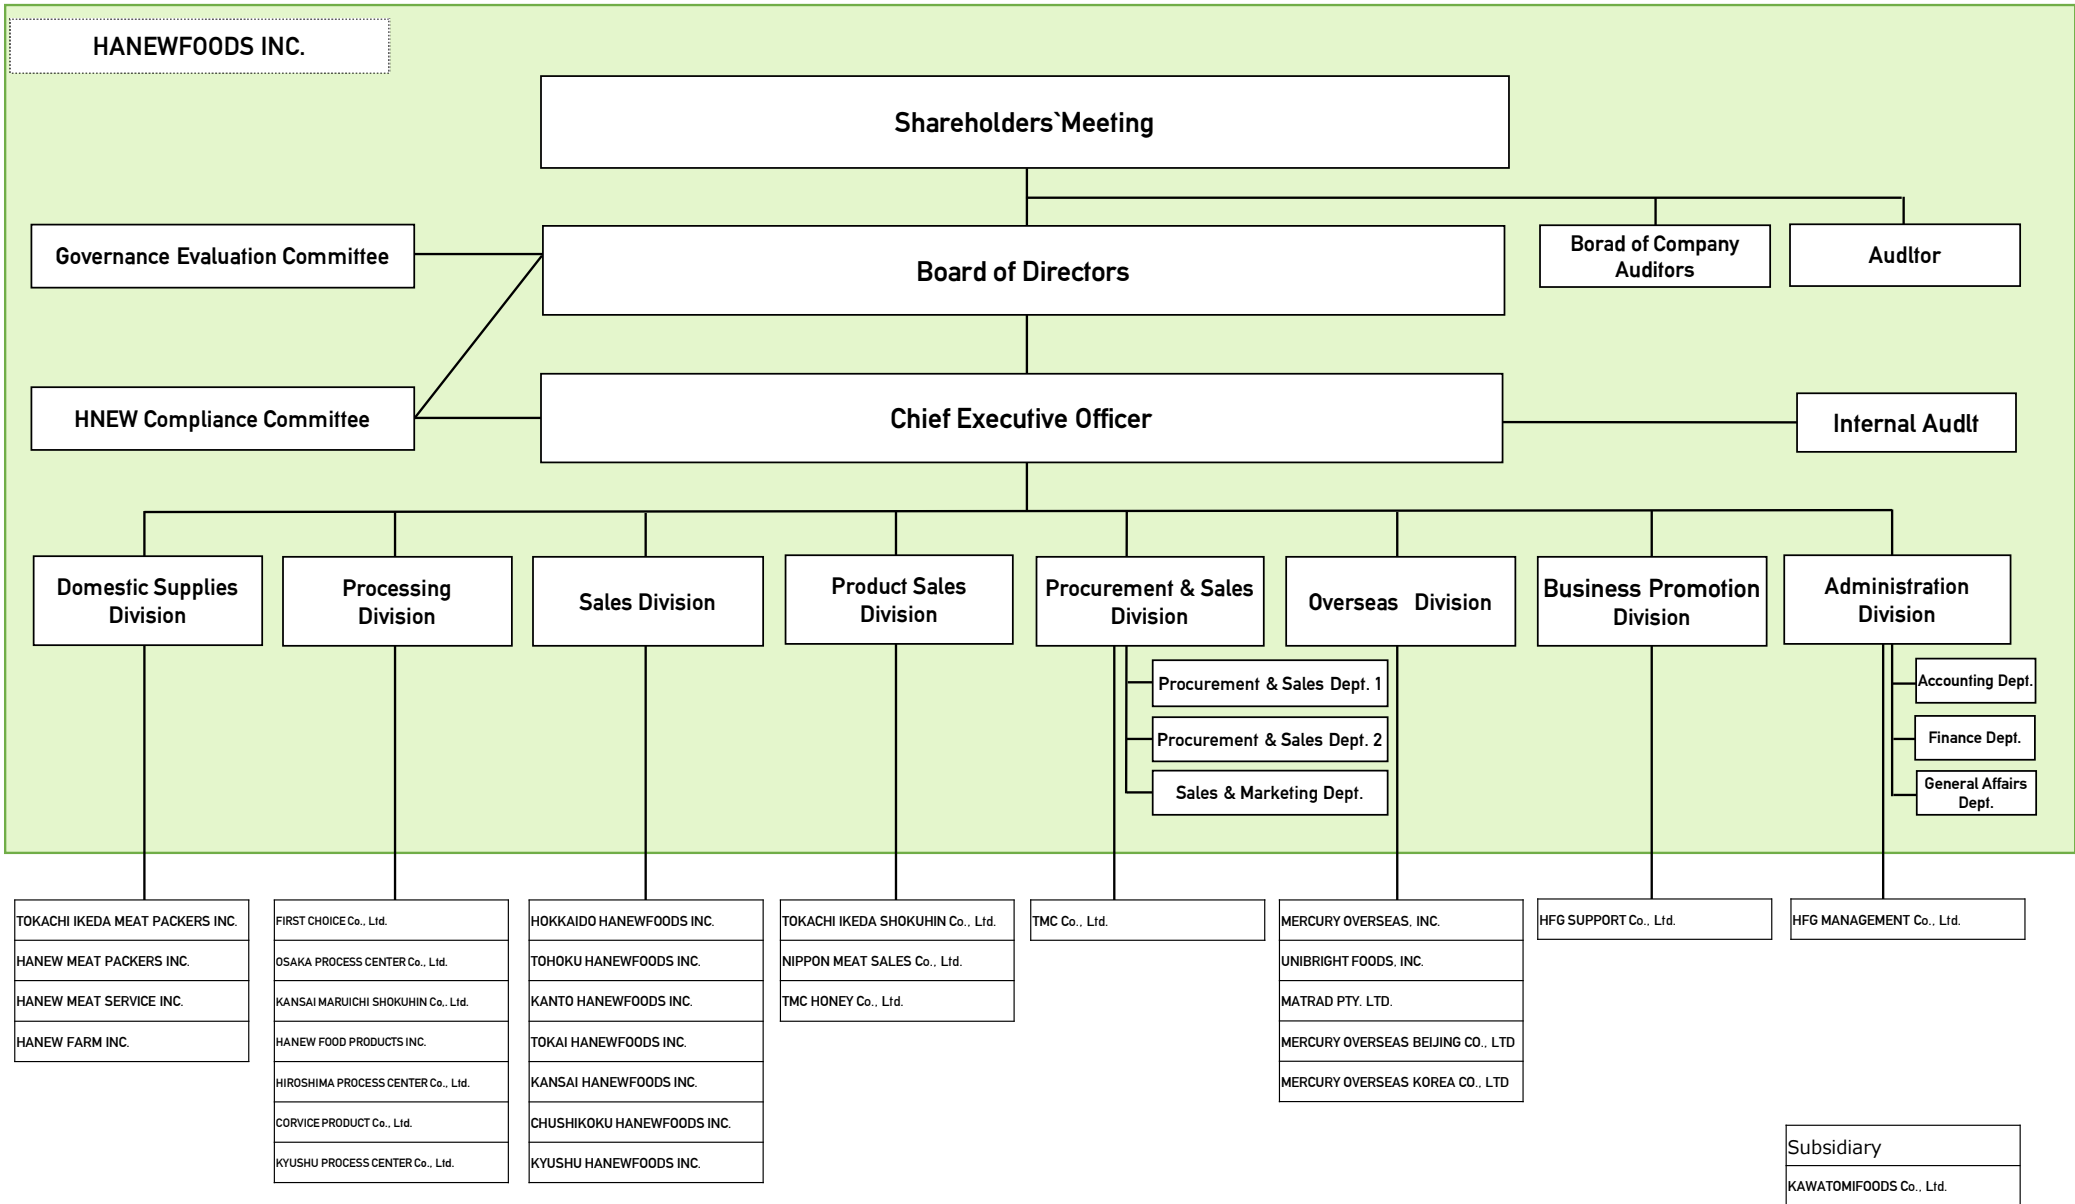 HANEWFOODS INC.
Shareholders`Meeting
Governance Evaluation Committee
Board of Directors
Borad of Company
Auditors
Audltor
HNEW Compliance Committee
Chief Executive Officer
Internal Audlt
Domestic Supplies
Division
Processing
Division
Sales Division
Product Sales
Division
Procurement & Sales
Division
Overseas Division
Business Promotion
Division
Administration
Division
Procurement & Sales Dept. 1
Procurement & Sales Dept. 2
Sales & Marketing Dept.
Accounting Dept.
Finance Dept.
General Affairs
Dept.
TOKACHI IKEDA MEAT PACKERS INC.
HANEW MEAT PACKERS INC.
HANEW MEAT SERVICE INC.
HANEW FARM INC.
FIRST CHOICE Co., Ltd.
OSAKA PROCESS CENTER Co., Ltd.
KANSAI MARUICHI SHOKUHIN Co,. Ltd.
HANEW FOOD PRODUCTS INC.
HIROSHIMA PROCESS CENTER Co., Ltd.
CORVICE PRODUCT Co., Ltd.
KYUSHU PROCESS CENTER Co., Ltd.
HOKKAIDO HANEWFOODS INC.
TOHOKU HANEWFOODS INC.
KANTO HANEWFOODS INC.
TOKAI HANEWFOODS INC.
KANSAI HANEWFOODS INC.
CHUSHIKOKU HANEWFOODS INC.
KYUSHU HANEWFOODS INC.
TOKACHI IKEDA SHOKUHIN Co., Ltd.
NIPPON MEAT SALES Co., Ltd.
TMC HONEY Co., Ltd.
TMC Co., Ltd.
MERCURY OVERSEAS, INC.
UNIBRIGHT FOODS, INC.
MATRAD PTY. LTD.
MERCURY OVERSEAS BEIJING CO., LTD
MERCURY OVERSEAS KOREA CO., LTD
HFG SUPPORT Co., Ltd.
HFG MANAGEMENT Co., Ltd.
Subsidiary
KAWATOMIFOODS Co., Ltd.